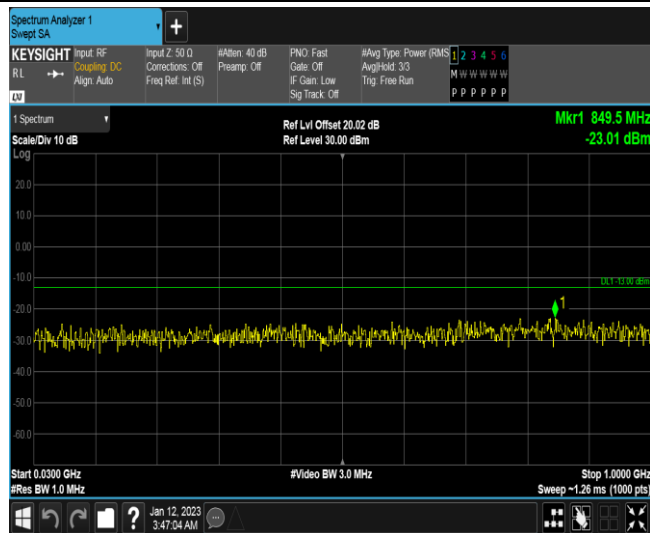 Spectrum Analyzer 1
Swept SA
+
KEYSIGHT
RL
Input: RF
Coupling: DC
Align: Auto
Input Z: 50 Ω
Corrections: Off
Freq Ref: Int (S)
#Atten: 40 dB
Preamp: Off
PNO: Fast
Gate: Off
IF Gain: Low
Sig Track: Off
#Avg Type: Power (RMS
Avg|Hold: 3/3
Trig: Free Run
1 2 3 4 5 6
M W W W W W
P P P P P P
LXI
1 Spectrum
Scale/Div 10 dB
Ref Lvl Offset 20.02 dB
Ref Level 30.00 dBm
Mkr1 849.5 MHz
-23.01 dBm
Log
20.0
10.0
0.00
-10.0
DL1 -13.00 dBm
1
-20.0
-30.0
-40.0
-50.0
-60.0
Start 0.0300 GHz
#Res BW 1.0 MHz
#Video BW 3.0 MHz
Stop 1.0000 GHz
Sweep ~1.26 ms (1000 pts)
?
Jan 12, 2023
3:47:04 AM